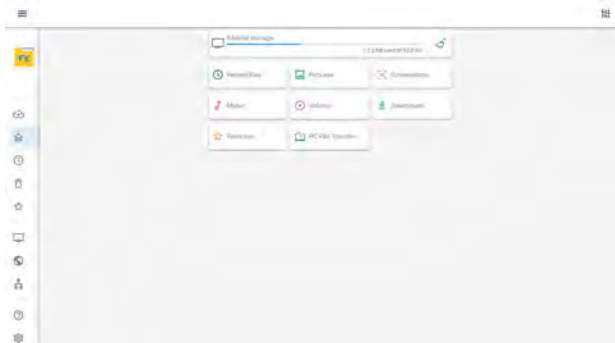 Internal storage
Recent files
Pictures
Screenshots
Music
Videos
Downloads
Favorites
PC File Transfer